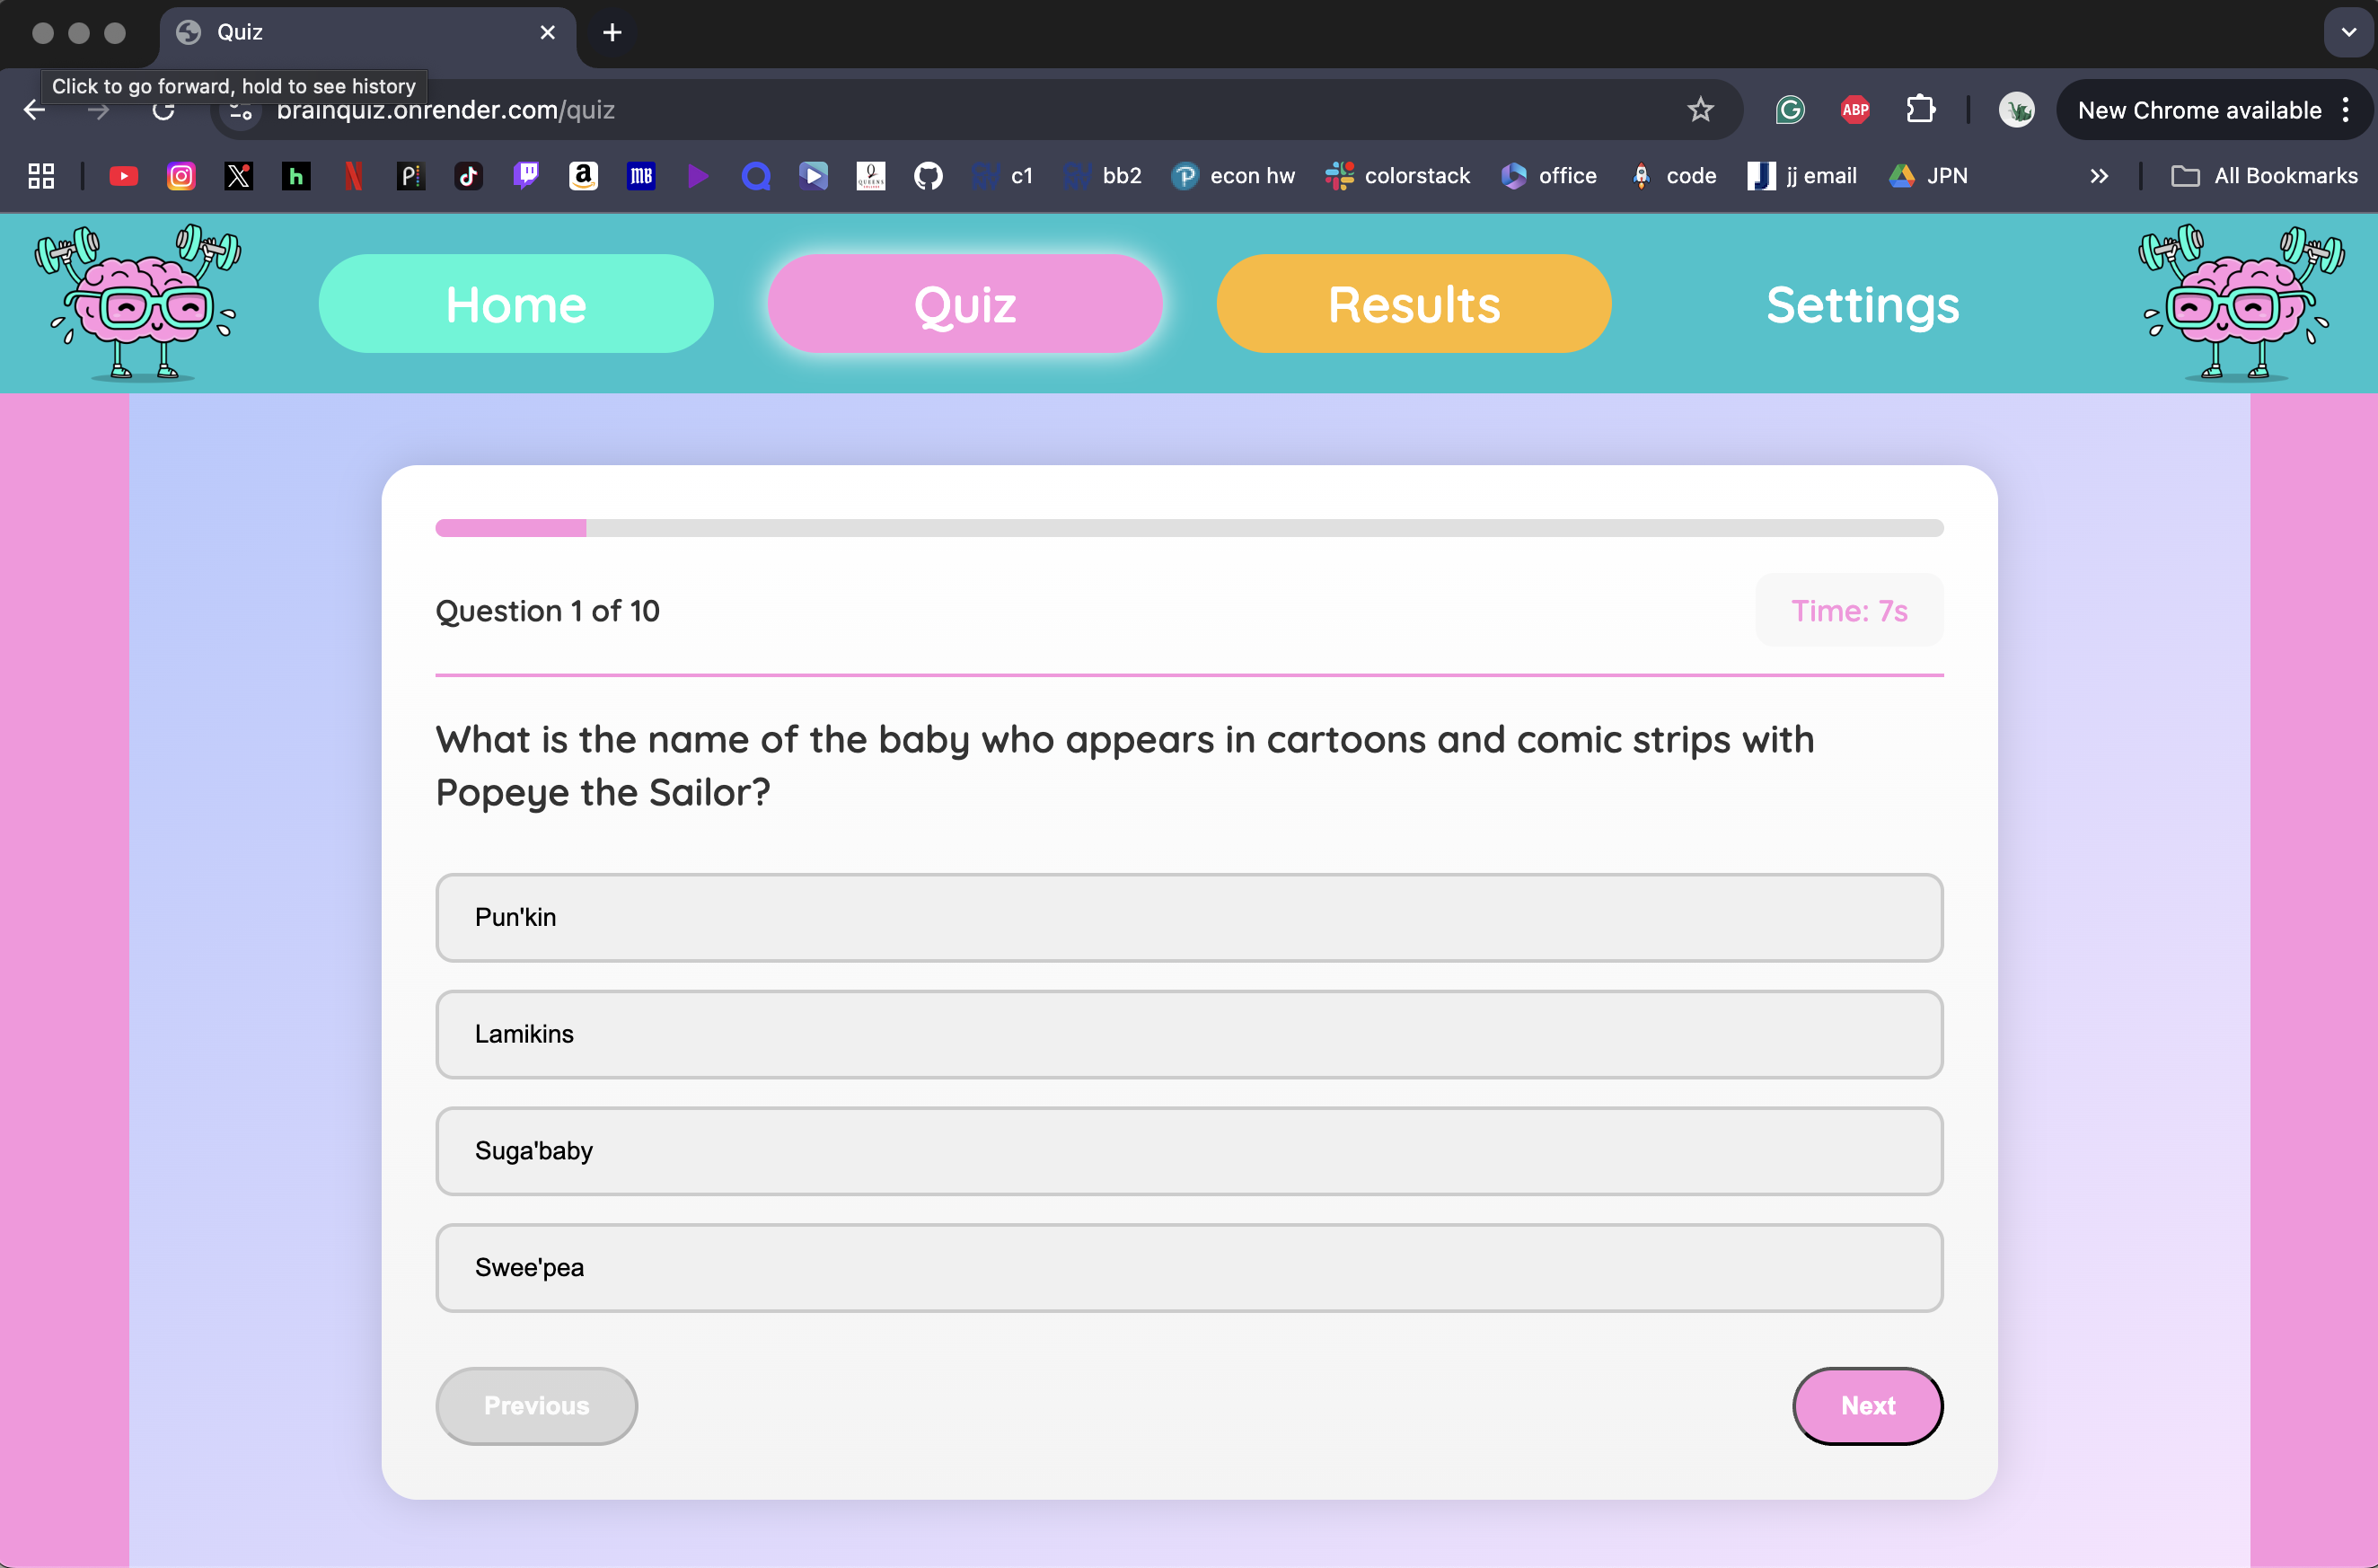 Quiz
Click to go forward, hold to see history
brainquiz.onrender.com/quiz
ABP
New Chrome available
c1
bb2
econ hw
colorstack
office
code
jj email
JPN
All Bookmarks
Home
Quiz
Results
Settings
Question 1 of 10
Time: 7s
What is the name of the baby who appears in cartoons and comic strips with
Popeye the Sailor?
Pun'kin
Lamikins
Suga'baby
Swee'pea
Previous
Next